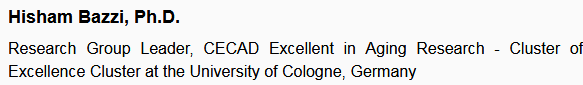 Hisham Bazzi, Ph.D.
Research Group Leader, CECAD Excellent in Aging Research - Cluster of
Excellence Cluster at the University of Cologne, Germany